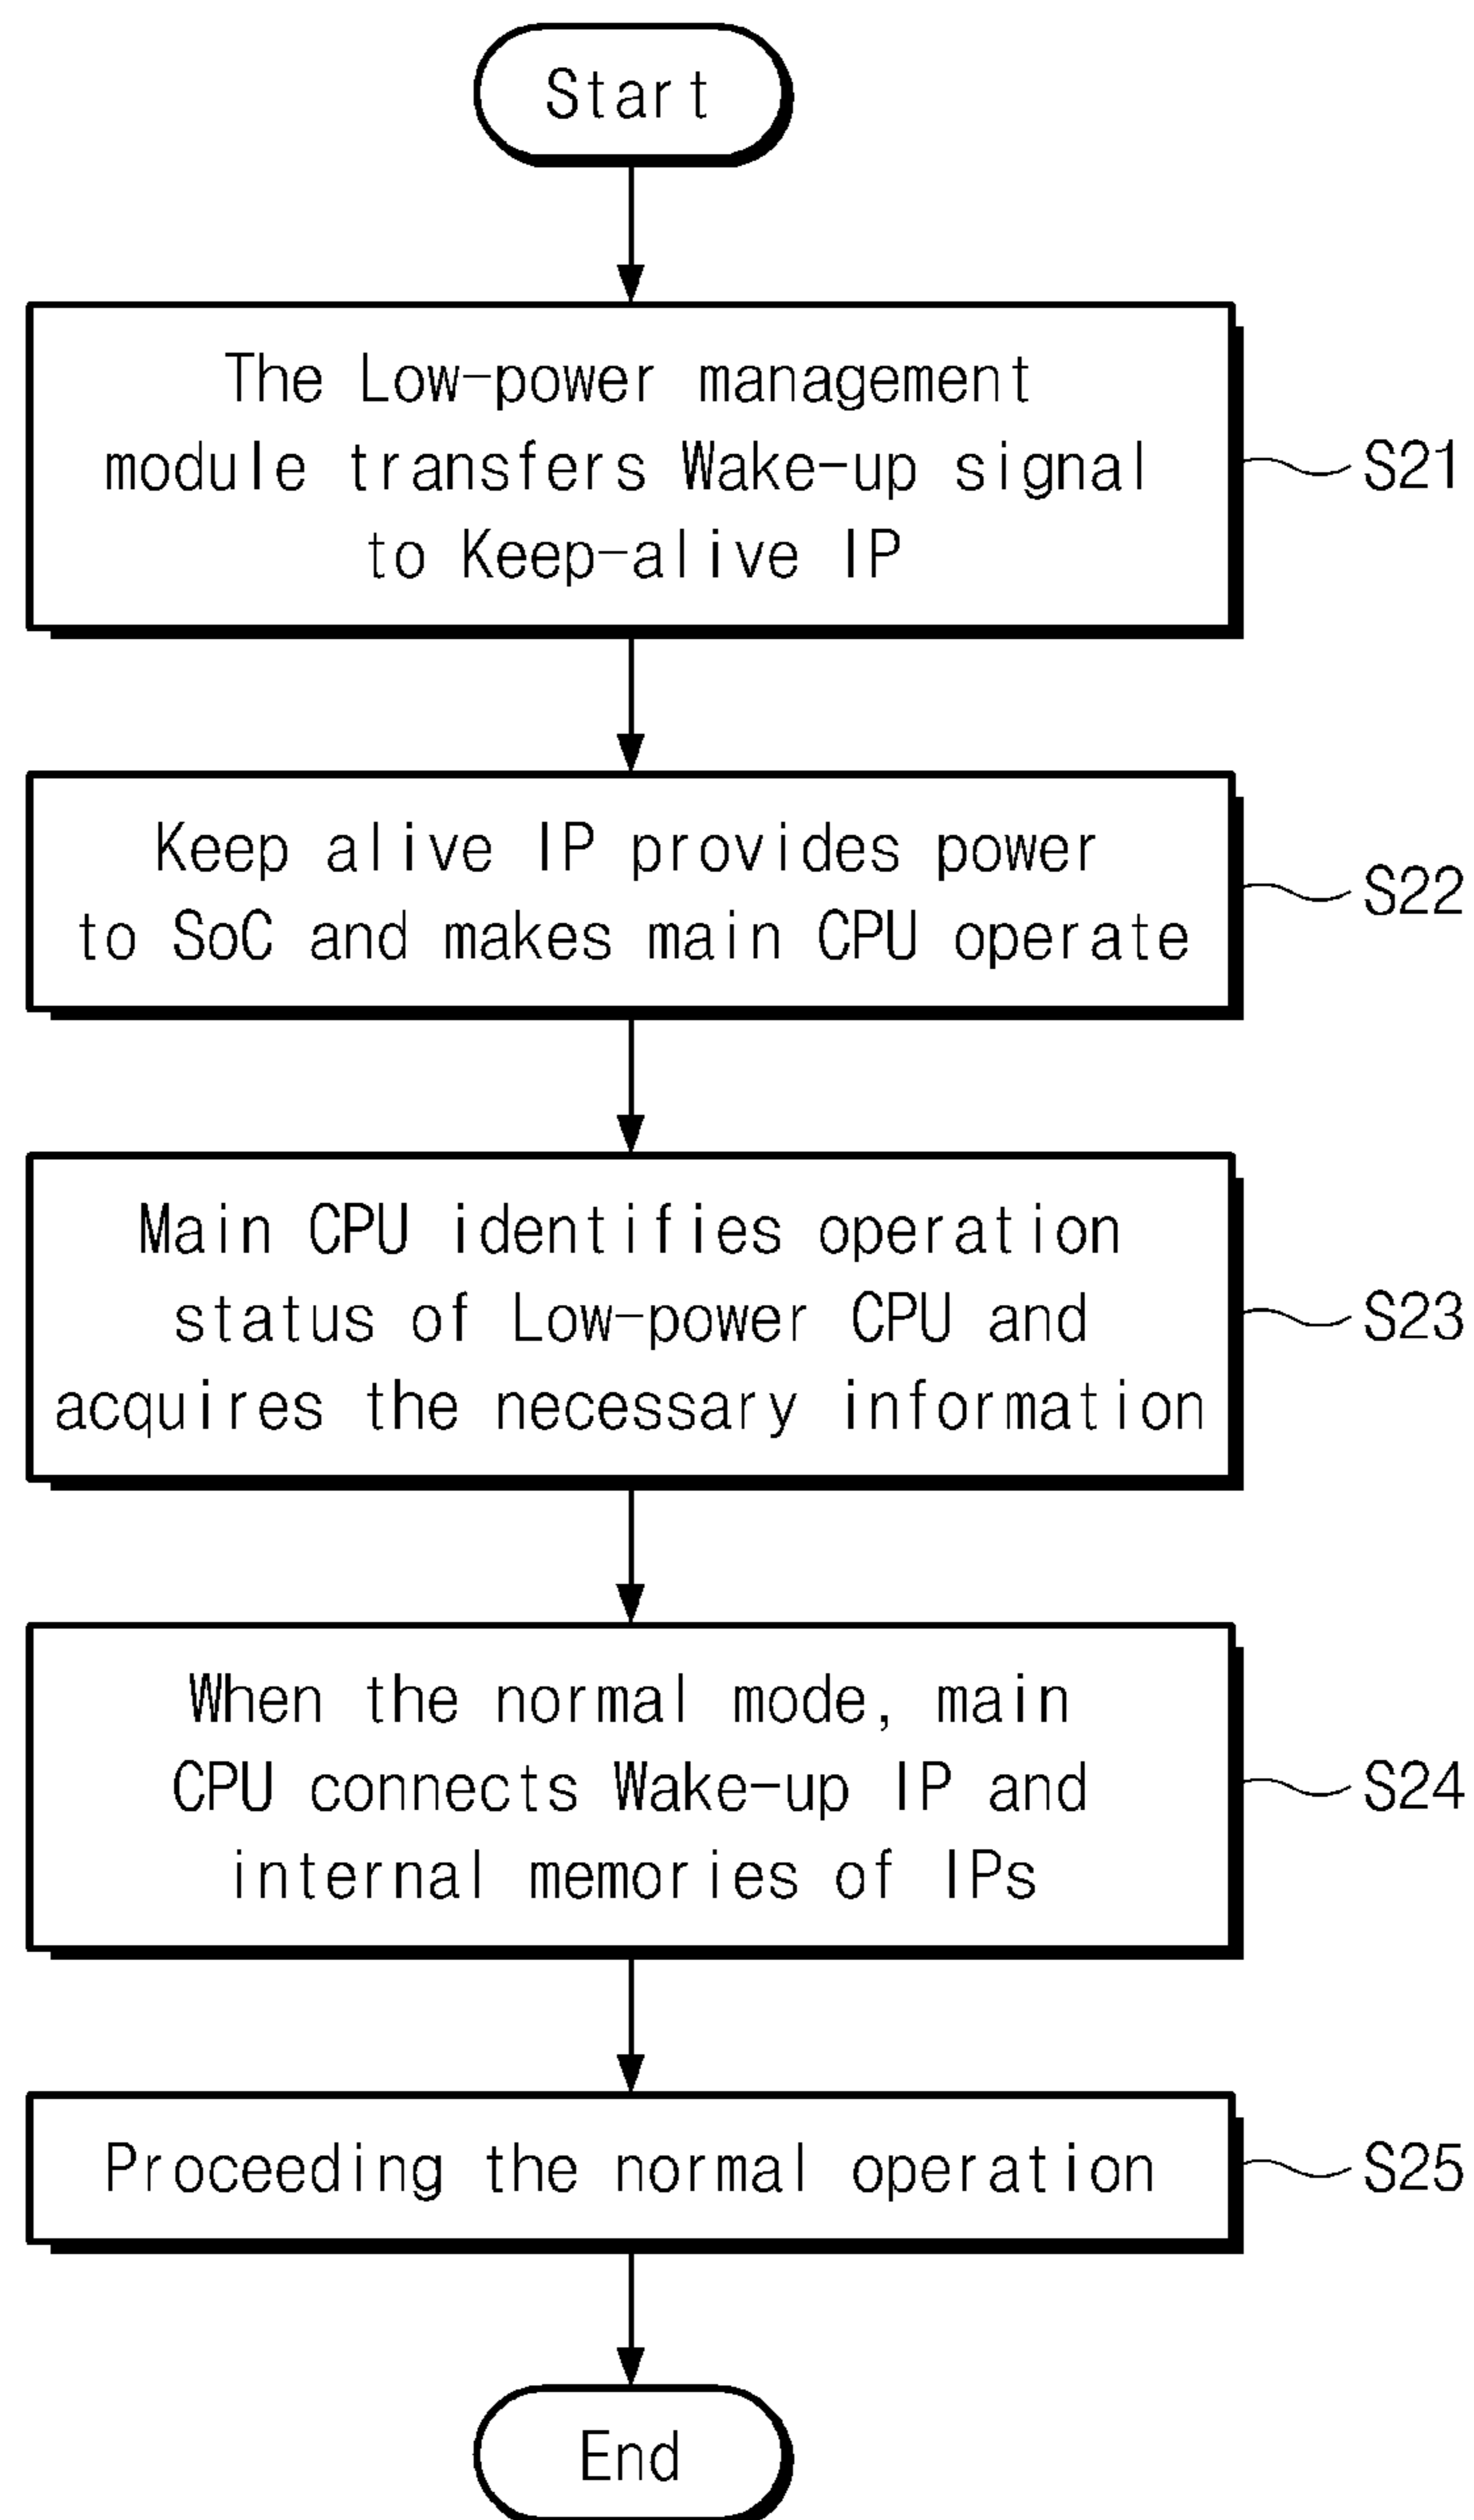 Start
The Low-power management
module transfers Wake-up signal
to Keep-alive IP
S21
Keep alive IP provides power
to SoC and makes main CPU operate
S22
Main CPU identifies operation
status of Low-power CPU and
acquires the necessary information
S23
When the normal mode, main
CPU connects Wake-up IP and
internal memories of IPs
S24
Proceeding the normal operation
S25
End